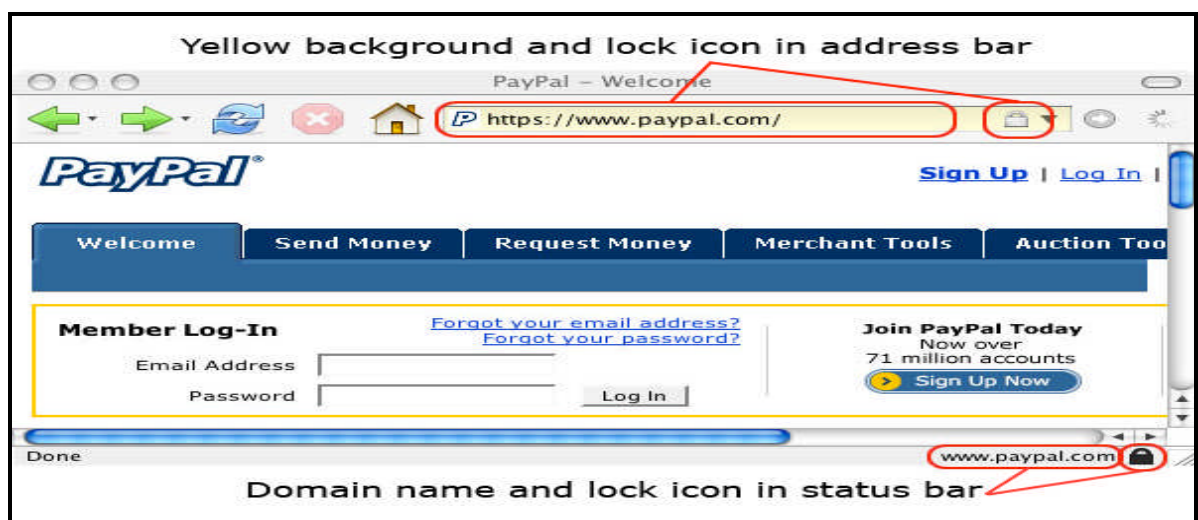 Yellow background and lock icon in address bar
PayPal – Welcome
https://www.paypal.com/
PayPal®
Sign Up | Log In |
Welcome Send Money Request Money Merchant Tools Auction Too
Member Log-In
Forgot your email address?
Forgot your password?
Email Address
Password
Log In
Join PayPal Today
Now over
71 million accounts
Sign Up Now
Done
www.paypal.com
Domain name and lock icon in status bar